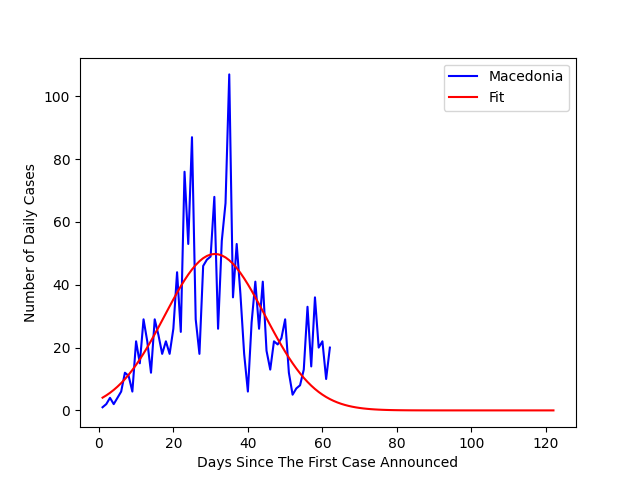 Macedonia
Fit
100
80
60
40
20
0
Number of Daily Cases
0 20 40 60 80 100 120
Days Since The First Case Announced